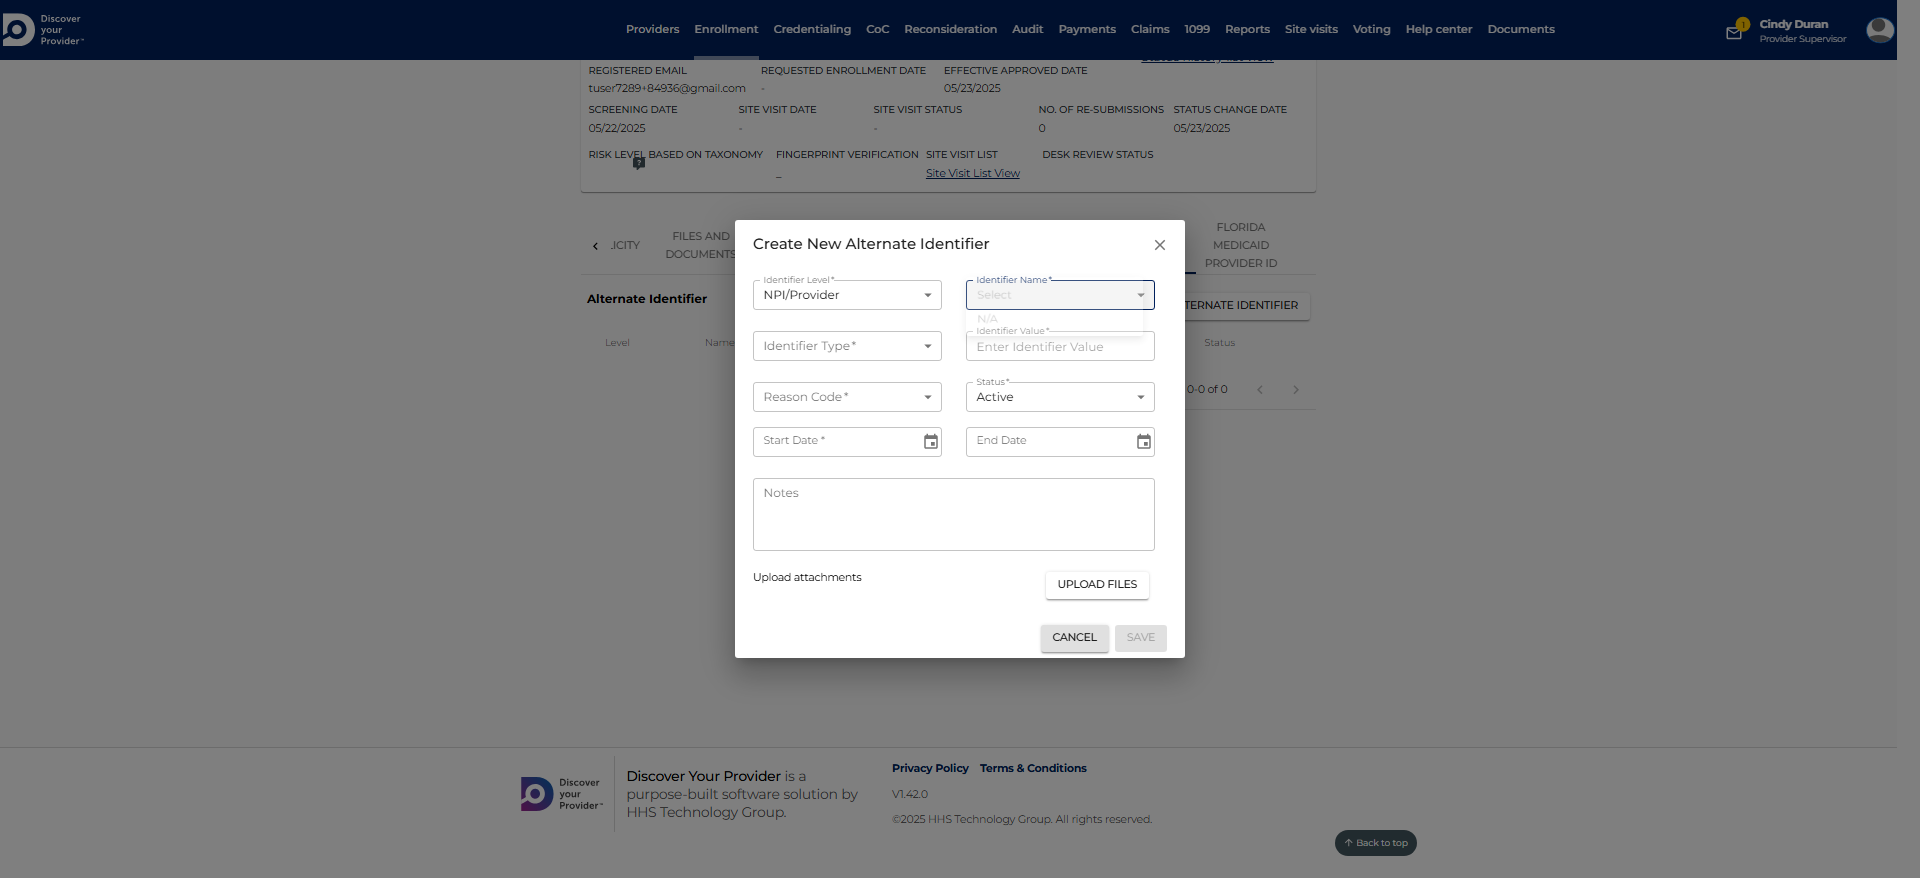 Discover
your
Provider™
Providers Enrollment Credentialing CoC Reconsideration Audit Payments Claims 1099 Reports Site visits Voting Help center Documents
1
Cindy Duran
Provider Supervisor
REGISTERED EMAIL REQUESTED ENROLLMENT DATE EFFECTIVE APPROVED DATE
tuser7289+84936@gmail.com - 05/23/2025
SCREENING DATE SITE VISIT DATE SITE VISIT STATUS NO. OF RE-SUBMISSIONS STATUS CHANGE DATE
05/22/2025 - - 0 05/23/2025
RISK LEVEL BASED ON TAXONOMY FINGERPRINT VERIFICATION SITE VISIT LIST DESK REVIEW STATUS
_ Site Visit List View
ICITY
FILES AND
DOCUMENTS
FLORIDA
MEDICAID
PROVIDER ID
Alternate Identifier
TERNATE IDENTIFIER
Level Name Status
0-0 of 0
Create New Alternate Identifier
Identifier Level*
NPI/Provider
Identifier Name*
Select
N/A
Identifier Type*
Identifier Value*
Enter Identifier Value
Reason Code*
Status*
Active
Start Date *
End Date
Notes
Upload attachments
UPLOAD FILES
CANCEL
SAVE
Discover
your
Provider™
Discover Your Provider is a
purpose-built software solution by
HHS Technology Group.
Privacy Policy Terms & Conditions
V1.42.0
©2025 HHS Technology Group. All rights reserved.
Back to top